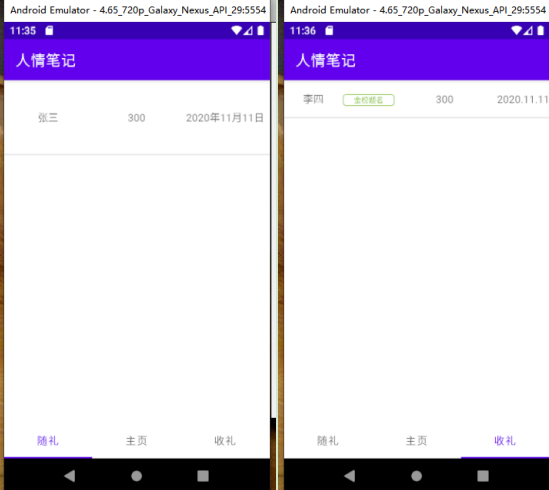 Android Emulator - 4.65_720p_Galaxy_Nexus_API_29:5554
11:35
人情笔记
张三 300 2020年11月11日
随礼 主页 收礼
Android Emulator - 4.65_720p_Galaxy_Nexus_API_29:5554
11:36
人情笔记
李四 金榜题名 300 2020.11.11
随礼 主页 收礼